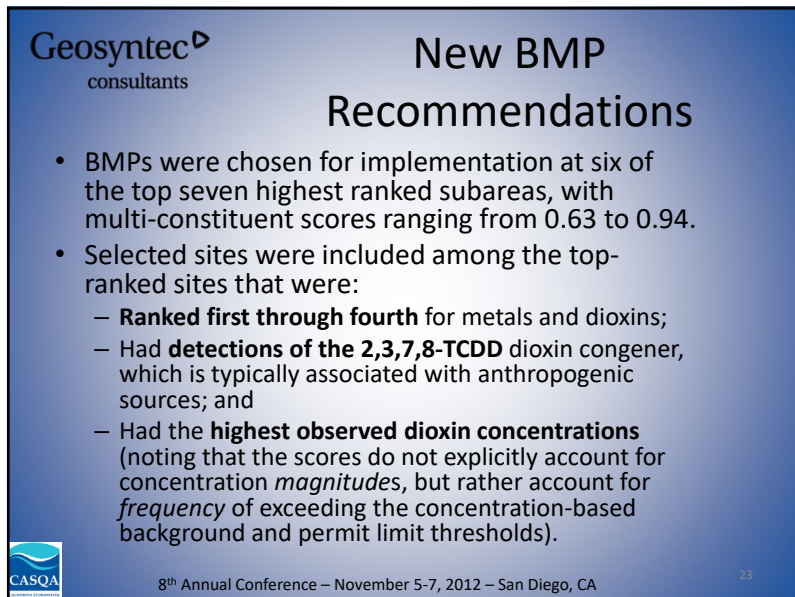 Geosyntec
consultants
New BMP
Recommendations
• BMPs were chosen for implementation at six of
the top seven highest ranked subareas, with
multi-constituent scores ranging from 0.63 to 0.94.
• Selected sites were included among the top-
ranked sites that were:
– Ranked first through fourth for metals and dioxins;
– Had detections of the 2,3,7,8-TCDD dioxin congener,
which is typically associated with anthropogenic
sources; and
– Had the highest observed dioxin concentrations
(noting that the scores do not explicitly account for
concentration magnitudes, but rather account for
frequency of exceeding the concentration-based
background and permit limit thresholds).
CASQA
8th Annual Conference – November 5-7, 2012 – San Diego, CA
23